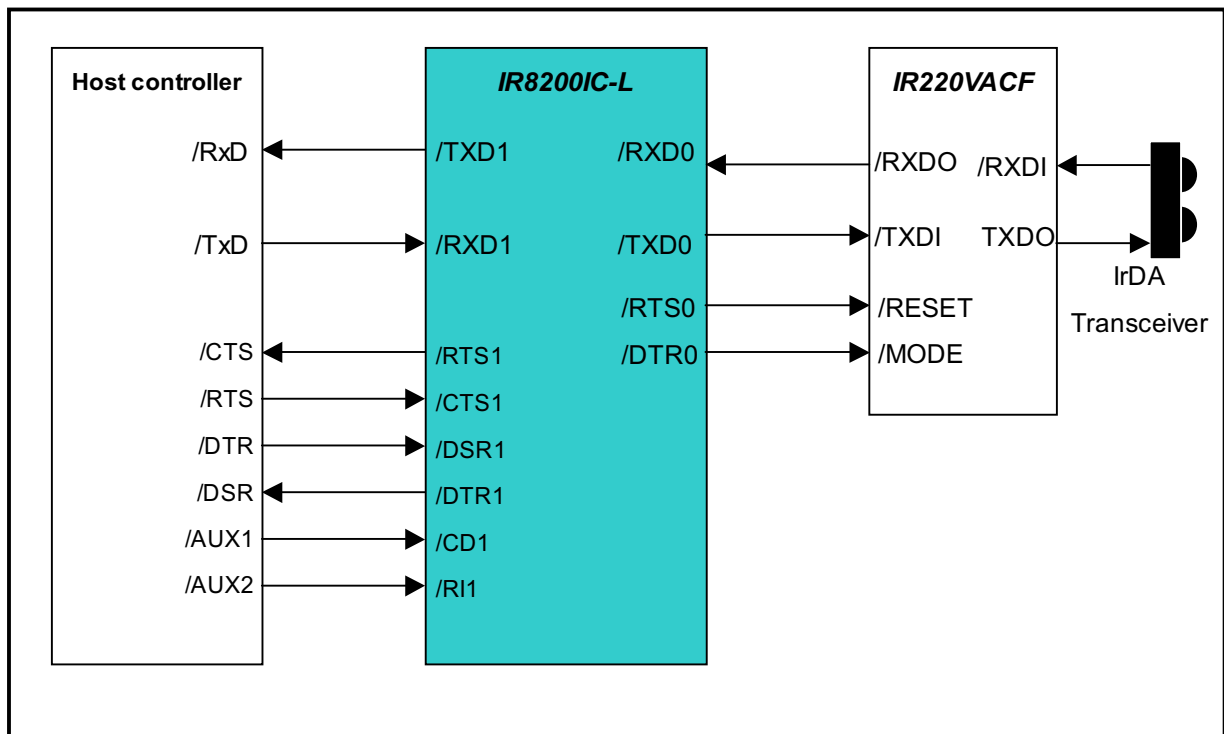 Host controller
IR8200IC-L
IR220VACF
/RxD
/TXD1
/RXD0
/RXDO
/RXDI
/TxD
/RXD1
/TXD0
/TXDI
TXDO
IrDA
Transceiver
/RTS0
/RESET
/CTS
/RTS1
/DTR0
/MODE
/RTS
/CTS1
/DTR
/DSR1
/DSR
/DTR1
/AUX1
/CD1
/AUX2
/RI1